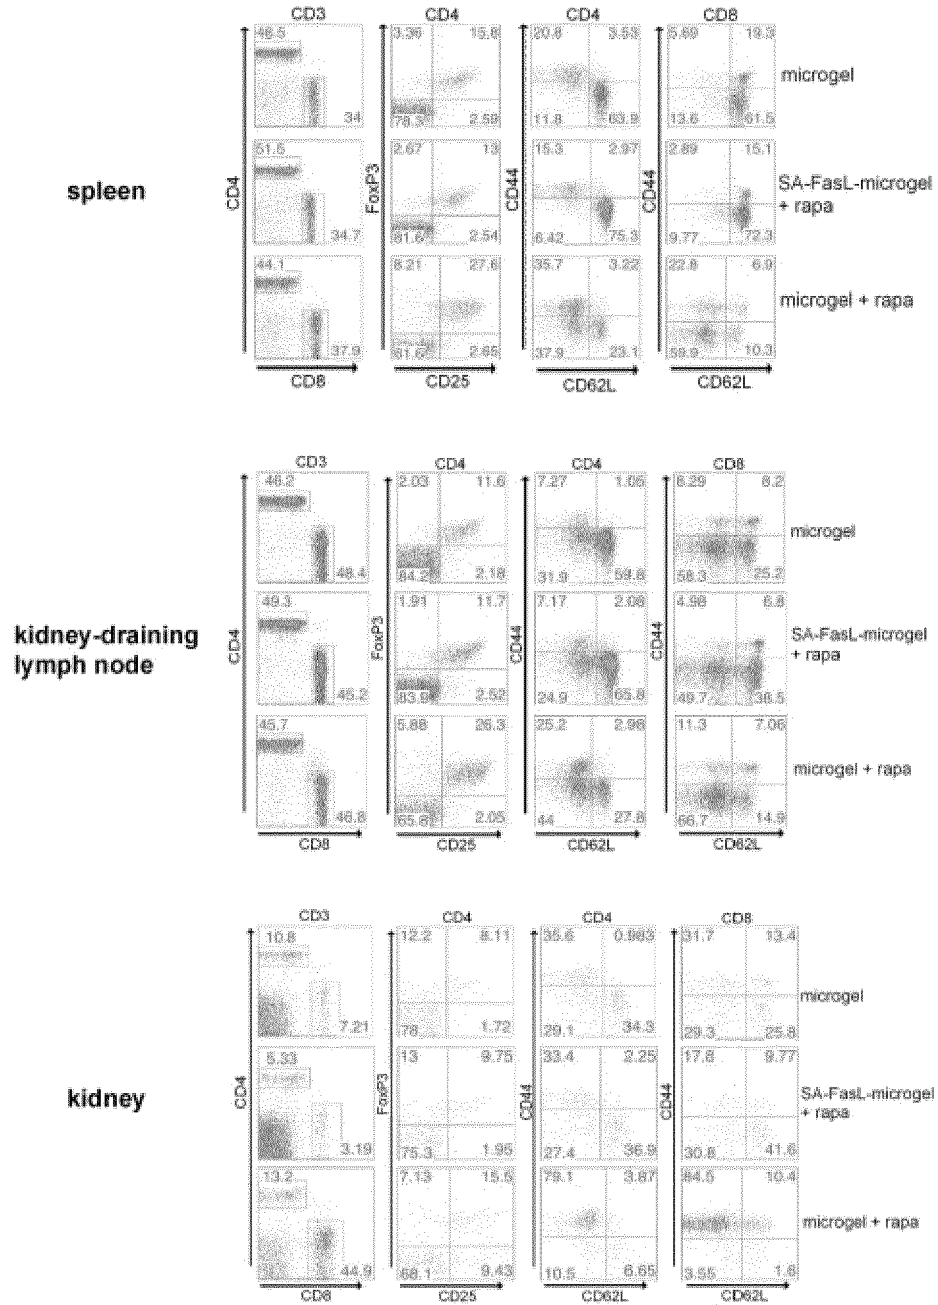 CD3 CD4 CD4 CD8
48.5 3.36 15.8 20.8 3.53 5.69 19.3
microgel
34 78.3 2.59 11.8 63.9 13.6 61.5
51.5 2.67 13 15.3 2.97 2.89 15.1
spleen
CD4 FoxP3 CD44 CD44
SA-FasL-microgel
+ rapa
34.7 81.6 2.54 6.42 75.3 9.77 72.3
44.1 8.21 27.6 35.7 3.22 22.8 6.9
microgel + rapa
37.9 61.6 2.65 37.9 23.1 59.9 10.3
CD8 CD25 CD62L CD62L
CD3 CD4 CD4 CD8
46.2 2.03 11.6 7.27 1.05 8.29 8.2
microgel
48.4 84.2 2.18 31.9 59.8 58.3 25.2
49.3 1.91 11.7 7.17 2.06 4.98 6.8
kidney-draining
lymph node
CD4 FoxP3 CD44 CD44
SA-FasL-microgel
+ rapa
45.2 83.9 2.52 24.9 65.8 49.7 38.5
45.7 5.88 26.3 25.2 2.98 11.3 7.06
microgel + rapa
46.8 65.8 2.05 44 27.8 66.7 14.9
CD8 CD25 CD62L CD62L
CD3 CD4 CD4 CD8
10.8 12.2 8.11 35.6 0.983 31.7 13.4
microgel
7.21 78 1.72 29.1 34.3 29.3 25.8
5.33 13 9.75 33.4 2.25 17.8 9.77
kidney
CD4 FoxP3 CD44 CD44
SA-FasL-microgel
+ rapa
3.19 75.3 1.95 27.4 36.9 30.8 41.6
13.2 7.13 15.5 79.1 3.87 84.5 10.4
microgel + rapa
44.9 68.1 9.43 10.5 6.65 3.55 1.6
CD8 CD25 CD62L CD62L